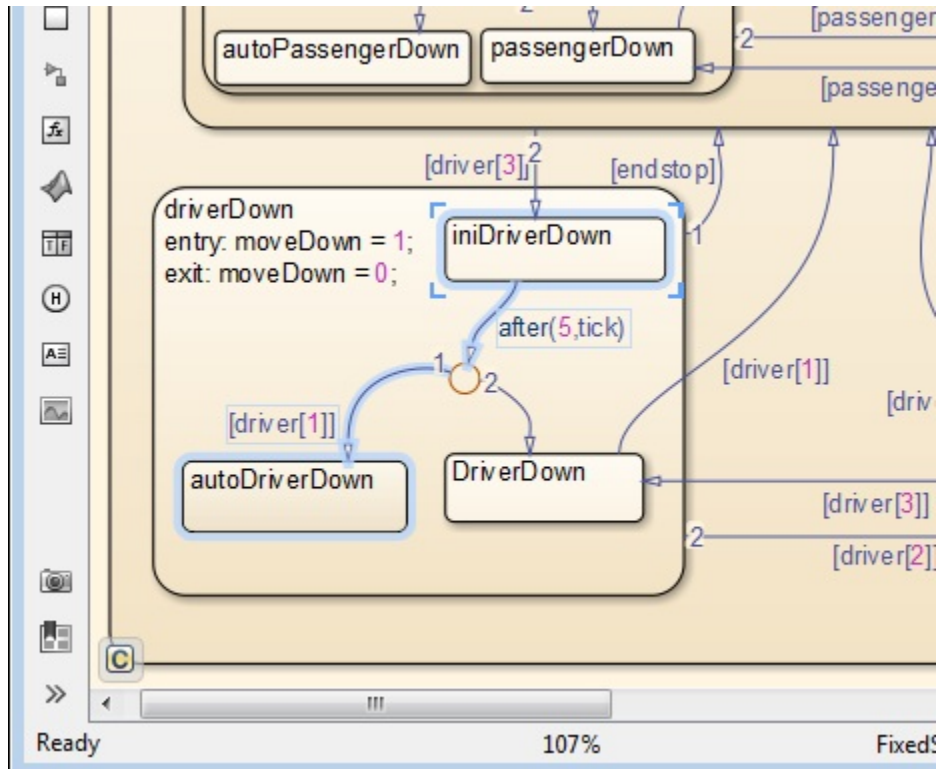 2
[passenger
autoPassengerDown
passengerDown
2
[passenge
[driver[3]]
2
[endstop]
driverDown
entry: moveDown = 1;
exit: moveDown = 0;
iniDriverDown
1
after(5,tick)
1
2
[driver[1]]
[driv
[driver[1]]
autoDriverDown
DriverDown
[driver[3]]
2
[driver[2]]
fx
T F
H
A
C
Ready
107%
FixedS